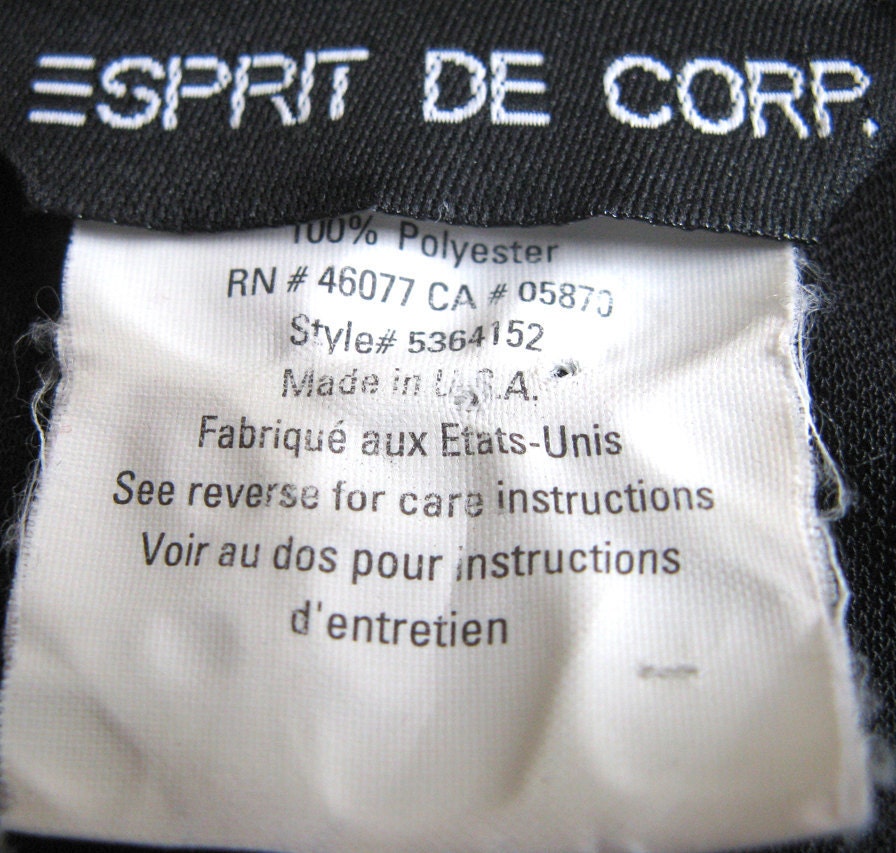 ESPRIT DE CORP.
100% Polyester
RN # 46077 CA # 05870
Style# 5364152
Made in U.S.A.
Fabriqué aux Etats-Unis
See reverse for care instructions
Voir au dos pour instructions
d'entretien